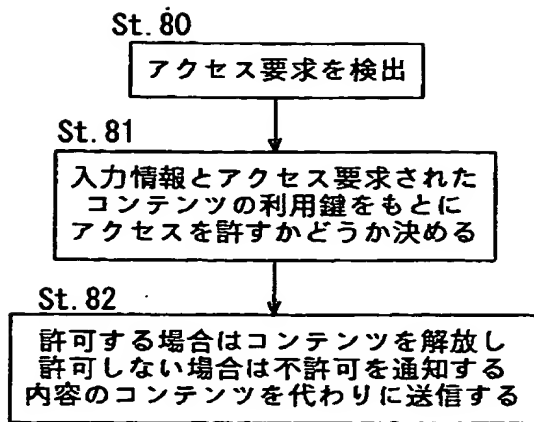 St. 80
アクセス要求を検出
St. 81
入力情報とアクセス要求された
コンテンツの利用鍵をもとに
アクセスを許すかどうか決める
St. 82
許可する場合はコンテンツを解放し
許可しない場合は不許可を通知する
内容のコンテンツを代わりに送信する